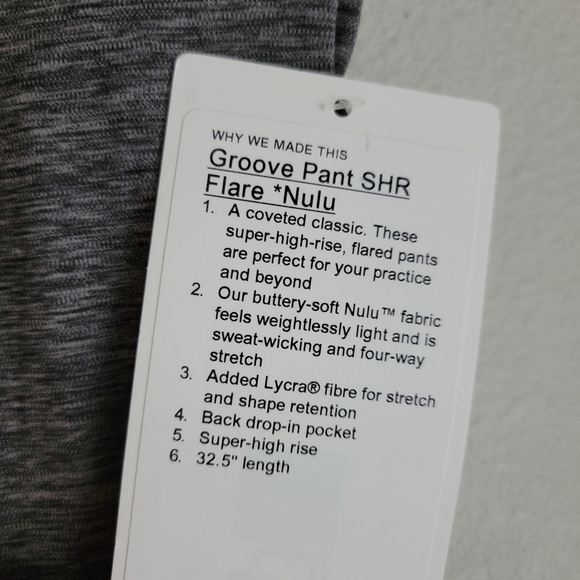 WHY WE MADE THIS
Groove Pant SHR
Flare *Nulu
1. A coveted classic. These
super-high-rise, flared pants
are perfect for your practice
and beyond
2. Our buttery-soft Nulu™ fabric
feels weightlessly light and is
sweat-wicking and four-way
stretch
3. Added Lycra® fibre for stretch
and shape retention
4. Back drop-in pocket
5. Super-high rise
6. 32.5" length